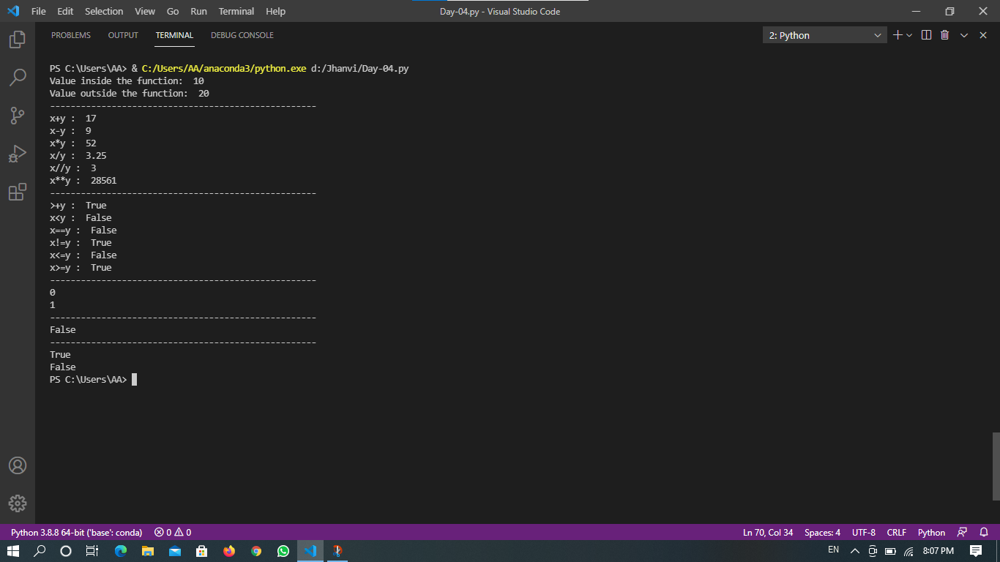 File Edit Selection View Go Run Terminal Help Day-04.py - Visual Studio Code
PROBLEMS OUTPUT TERMINAL DEBUG CONSOLE 2: Python
PS C:\Users\AA> & C:/Users/AA/anaconda3/python.exe d:/Jhanvi/Day-04.py
Value inside the function:  10
Value outside the function:  20
---------------------------------------------------
x+y :  17
x-y :  9
x*y :  52
x/y :  3.25
x//y :  3
x**y :  28561
---------------------------------------------------
>+y :  True
x<y :  False
x==y :  False
x!=y :  True
x<=y :  False
x>=y :  True
---------------------------------------------------
0
1
---------------------------------------------------
False
---------------------------------------------------
True
False
PS C:\Users\AA>
Python 3.8.8 64-bit ('base': conda) 0 0 Ln 70, Col 34 Spaces: 4 UTF-8 CRLF Python
EN 8:07 PM